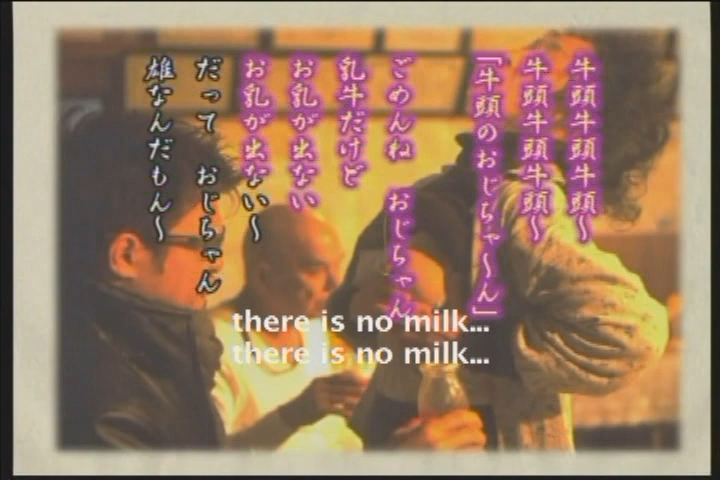 牛頭牛頭牛頭〜
牛頭牛頭牛頭〜
「牛頭のおじちゃ〜ん」
ごめんね　おじちゃん
乳牛だけど
お乳が出ない
お乳が出ない〜
だって　おじちゃん
雄なんだもん〜
there is no milk...
there is no milk...